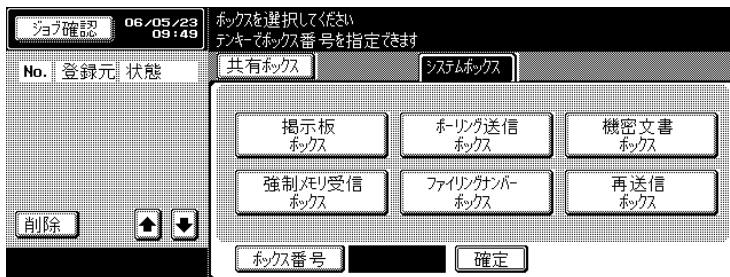 ジョブ確認
06/05/23
09:49
ボックスを選択してください
テンキーでボックス番号を指定できます
No. 登録元 状態
共有ボックス
システムボックス
掲示板
ボックス
ポーリング送信
ボックス
機密文書
ボックス
強制メモリ受信
ボックス
ファイリングナンバー
ボックス
再送信
ボックス
削除
ボックス番号
確定